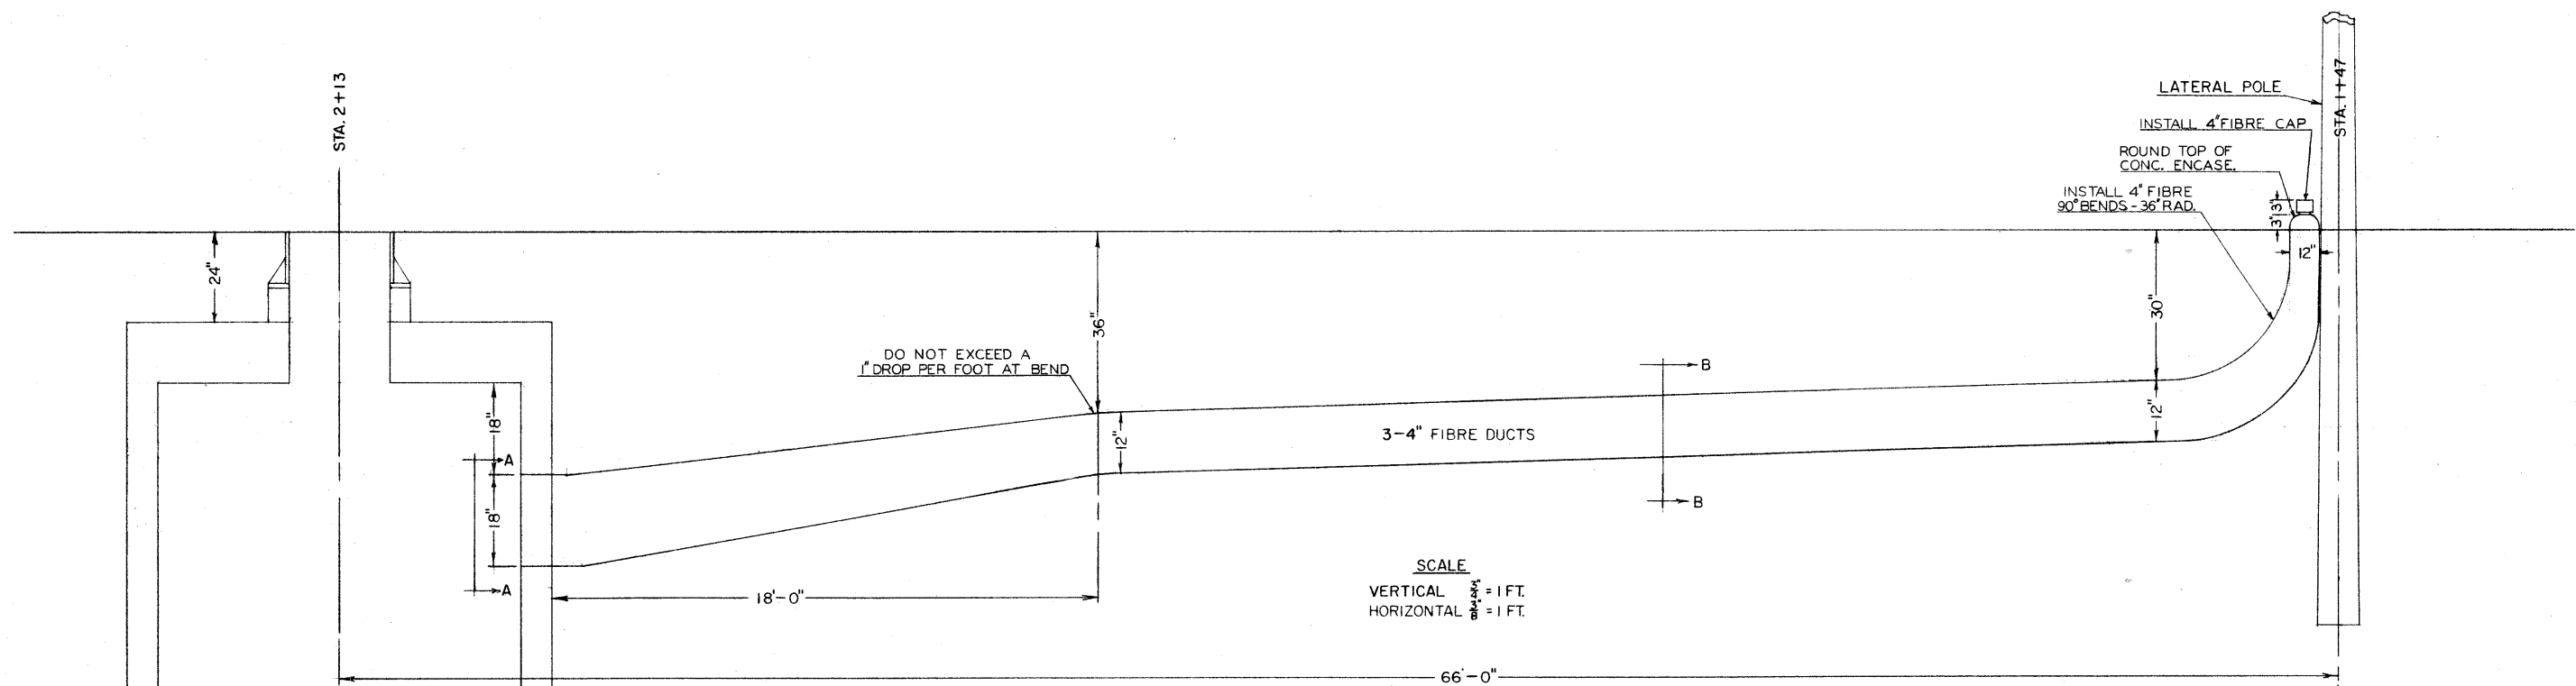 STA. 2+13
STA. 1+47
LATERAL POLE
INSTALL 4" FIBRE CAP
ROUND TOP OF
CONC. ENCASE.
INSTALL 4" FIBRE
90° BENDS - 36" RAD.
3"
3"
12"
24"
36"
30"
DO NOT EXCEED A
1" DROP PER FOOT AT BEND
B
12"
18"
12"
3-4" FIBRE DUCTS
A
B
18"
A
18'-0"
SCALE
VERTICAL = 1 FT.
HORIZONTAL = 1 FT.
66'-0"